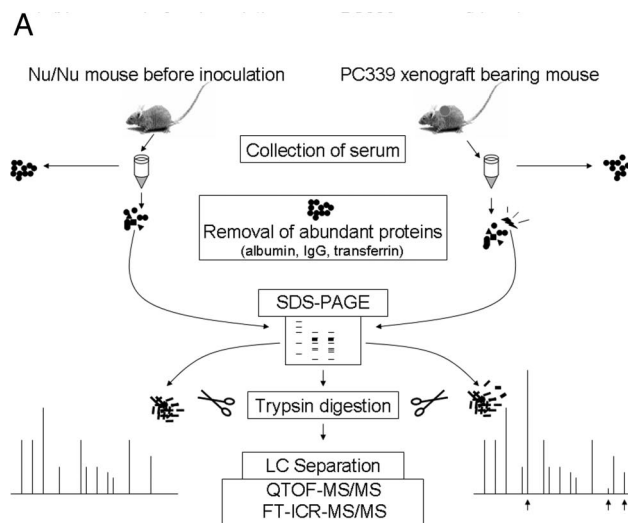 A
Nu/Nu mouse before inoculation
PC339 xenograft bearing mouse
Collection of serum
Removal of abundant proteins
(albumin, IgG, transferrin)
SDS-PAGE
Trypsin digestion
LC Separation
QTOF-MS/MS
FT-ICR-MS/MS